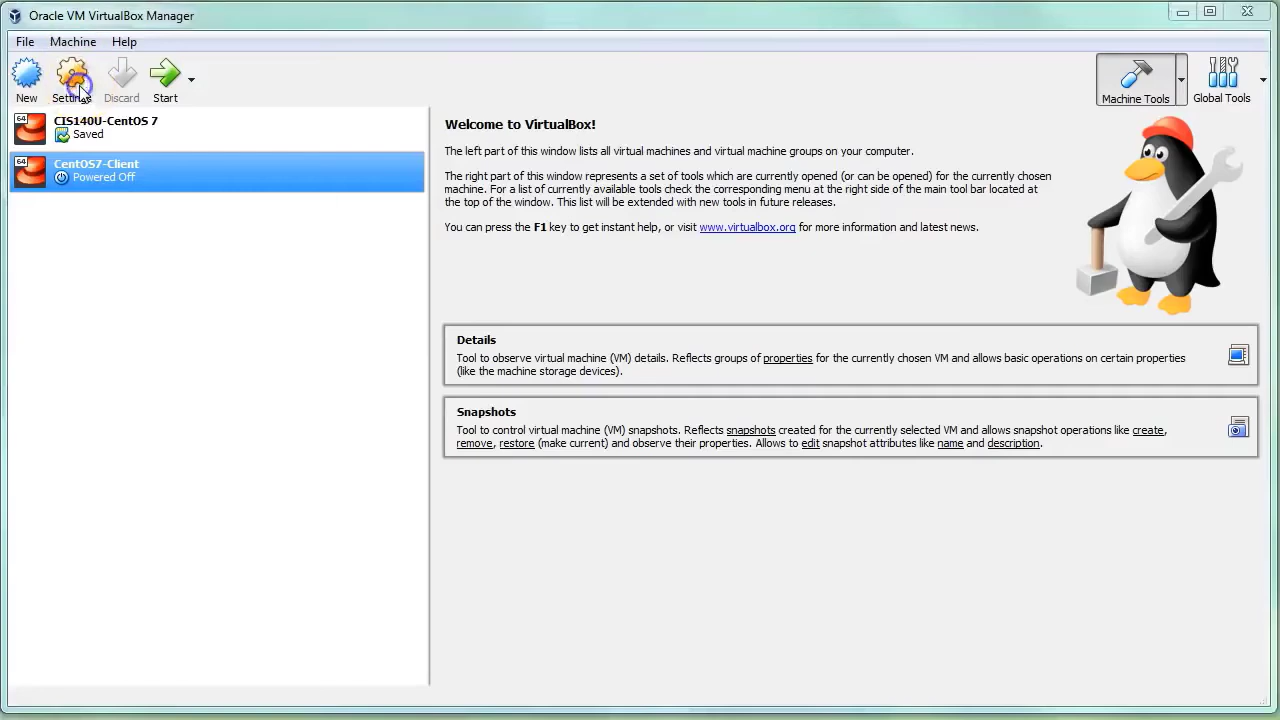 Oracle VM VirtualBox Manager
File Machine Help
New Settings Discard Start
Machine Tools Global Tools
64
CIS140U-CentOS 7
Saved
64
CentOS7-Client
Powered Off
Welcome to VirtualBox!
The left part of this window lists all virtual machines and virtual machine groups on your computer.
The right part of this window represents a set of tools which are currently opened (or can be opened) for the currently chosen
machine. For a list of currently available tools check the corresponding menu at the right side of the main tool bar located at
the top of the window. This list will be extended with new tools in future releases.
You can press the F1 key to get instant help, or visit www.virtualbox.org for more information and latest news.
Details
Tool to observe virtual machine (VM) details. Reflects groups of properties for the currently chosen VM and allows basic operations on certain properties
(like the machine storage devices).
Snapshots
Tool to control virtual machine (VM) snapshots. Reflects snapshots created for the currently selected VM and allows snapshot operations like create,
remove, restore (make current) and observe their properties. Allows to edit snapshot attributes like name and description.